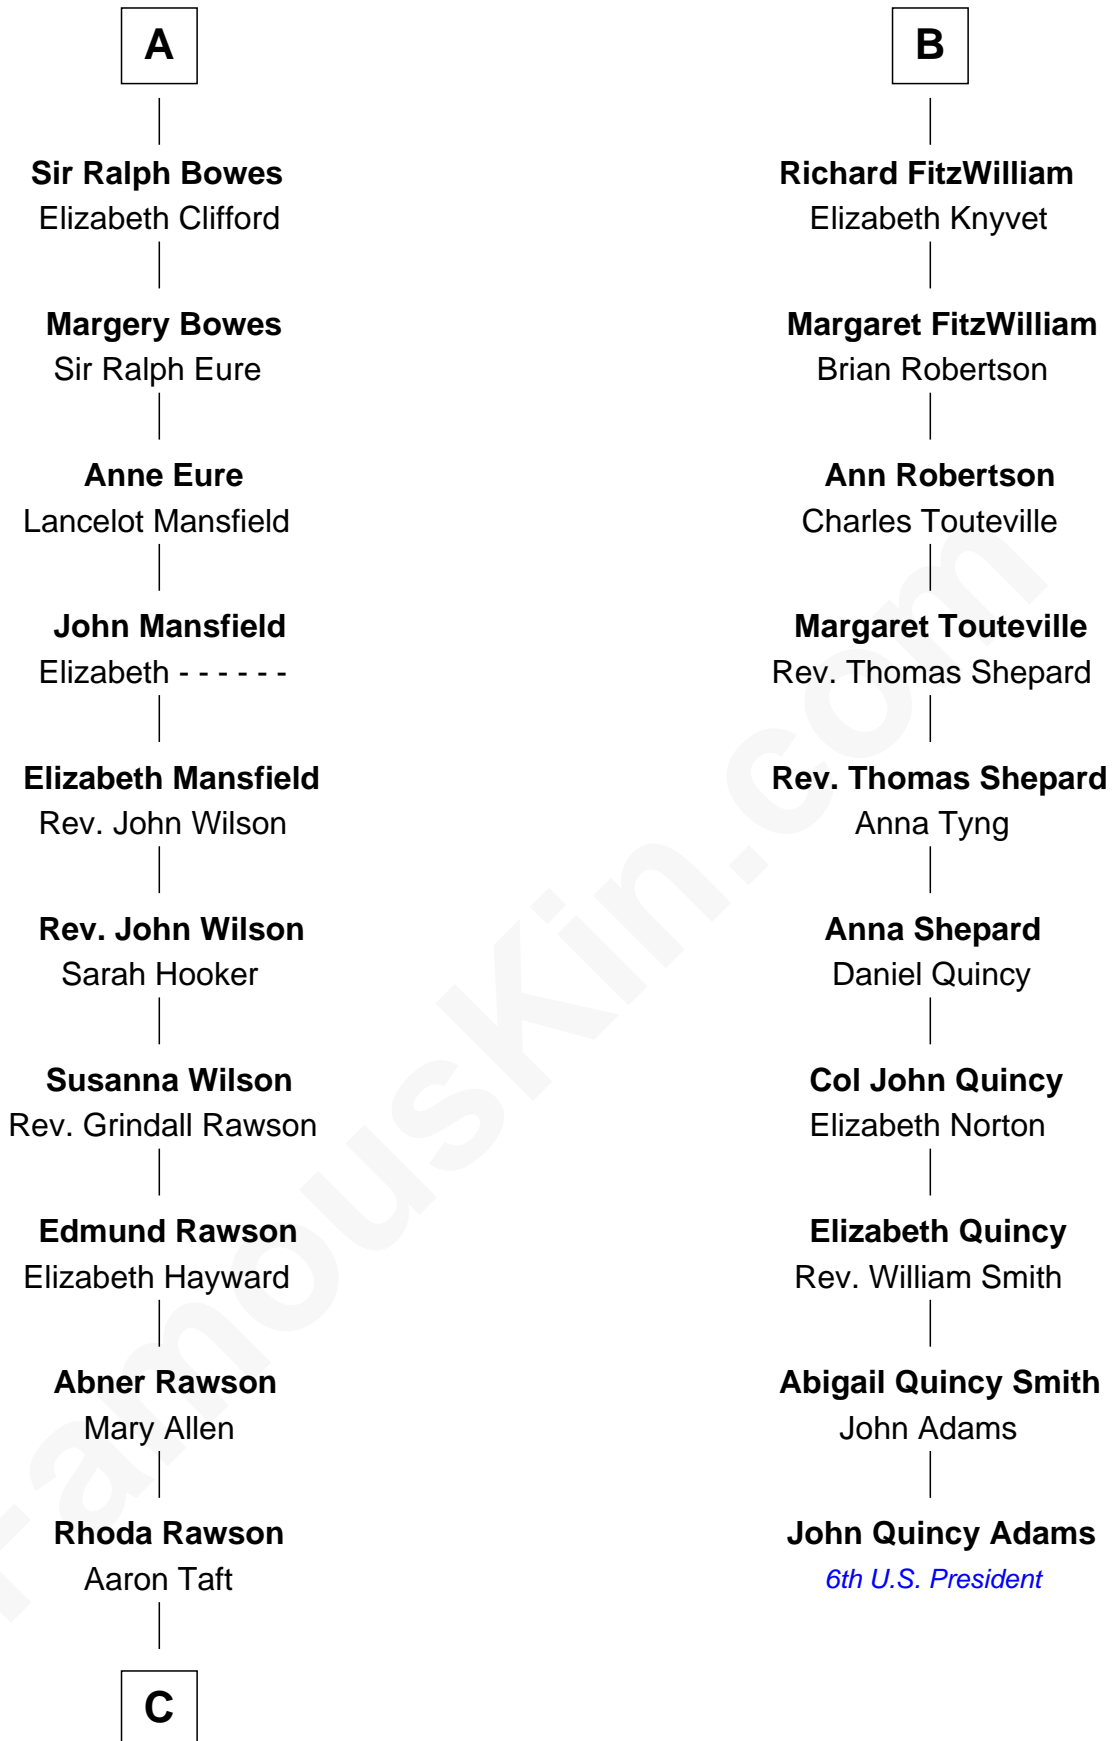 A
Sir Ralph Bowes
Elizabeth Clifford
Margery Bowes
Sir Ralph Eure
Anne Eure
Lancelot Mansfield
John Mansfield
Elizabeth - - - - - -
Elizabeth Mansfield
Rev. John Wilson
Rev. John Wilson
Sarah Hooker
Susanna Wilson
Rev. Grindall Rawson
Edmund Rawson
Elizabeth Hayward
Abner Rawson
Mary Allen
Rhoda Rawson
Aaron Taft
C
B
Richard FitzWilliam
Elizabeth Knyvet
Margaret FitzWilliam
Brian Robertson
Ann Robertson
Charles Touteville
Margaret Touteville
Rev. Thomas Shepard
Rev. Thomas Shepard
Anna Tyng
Anna Shepard
Daniel Quincy
Col John Quincy
Elizabeth Norton
Elizabeth Quincy
Rev. William Smith
Abigail Quincy Smith
John Adams
John Quincy Adams
6th U.S. President
FamousKin.com